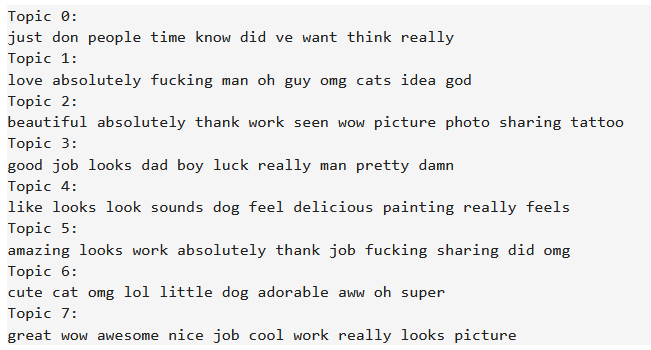 Topic 0:
just don people time know did ve want think really
Topic 1:
love absolutely fucking man oh guy omg cats idea god
Topic 2:
beautiful absolutely thank work seen wow picture photo sharing tattoo
Topic 3:
good job looks dad boy luck really man pretty damn
Topic 4:
like looks look sounds dog feel delicious painting really feels
Topic 5:
amazing looks work absolutely thank job fucking sharing did omg
Topic 6:
cute cat omg lol little dog adorable aww oh super
Topic 7:
great wow awesome nice job cool work really looks picture